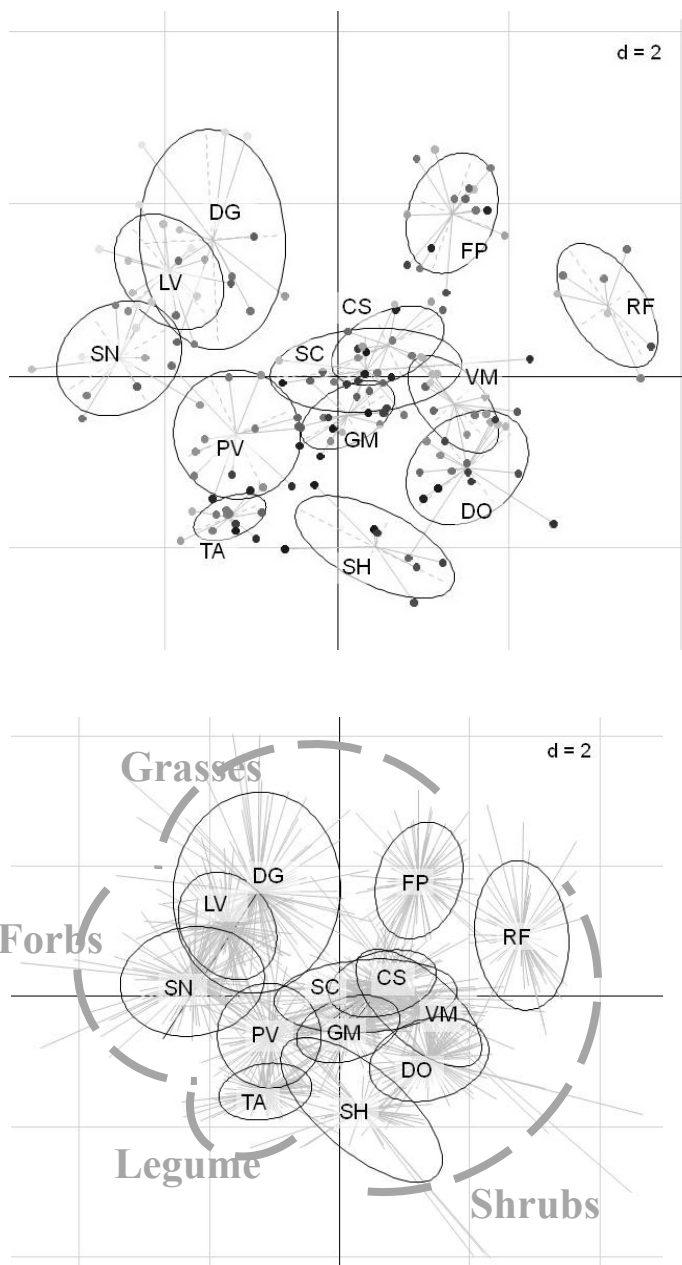 d = 2
DG
FP
LV
RF
CS
SC
SN
VM
GM
PV
DO
TA
SH
d = 2
Grasses
DG
FP
LV
RF
Forbs
SN
SC
CS
VM
PV
GM
DO
TA
SH
Legume
Shrubs